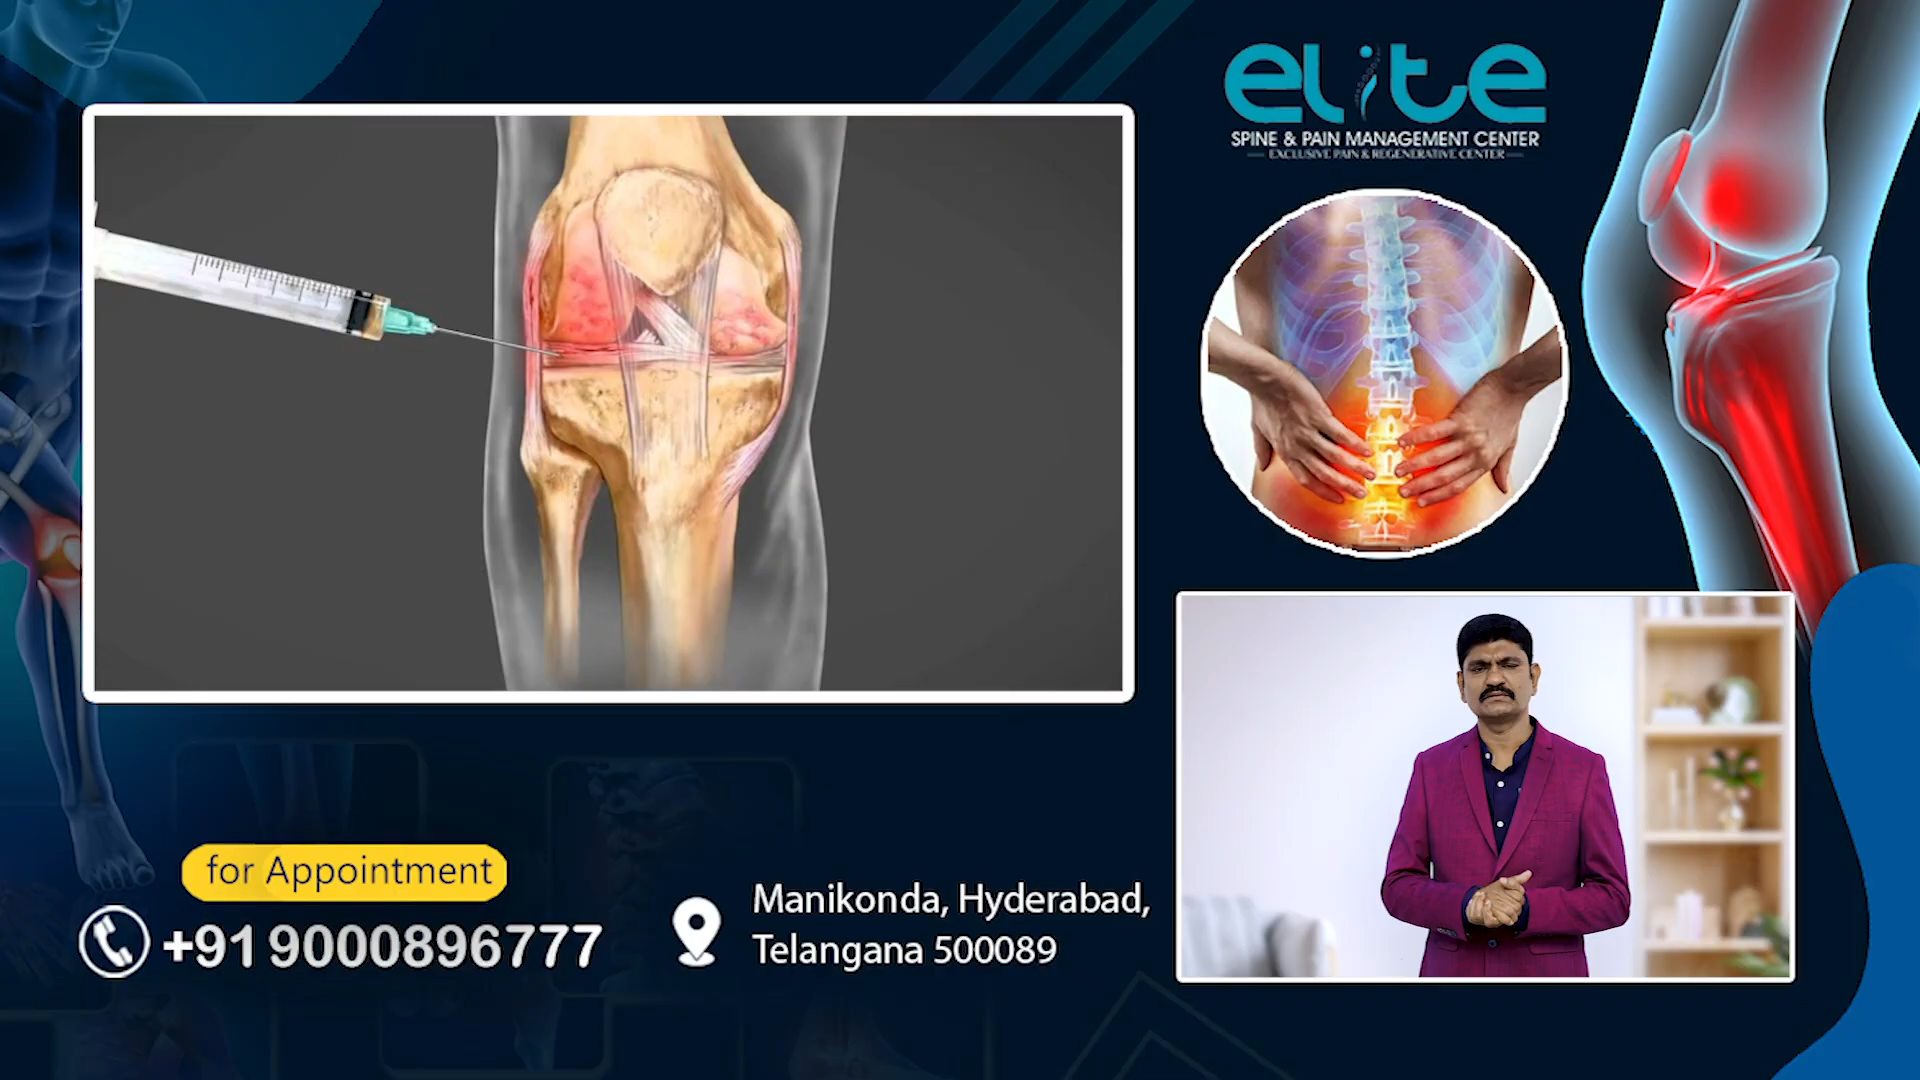 elite
SPINE & PAIN MANAGEMENT CENTER
EXCLUSIVE PAIN & REGENERATIVE CENTER
for Appointment
+91 9000896777
Manikonda, Hyderabad,
Telangana 500089